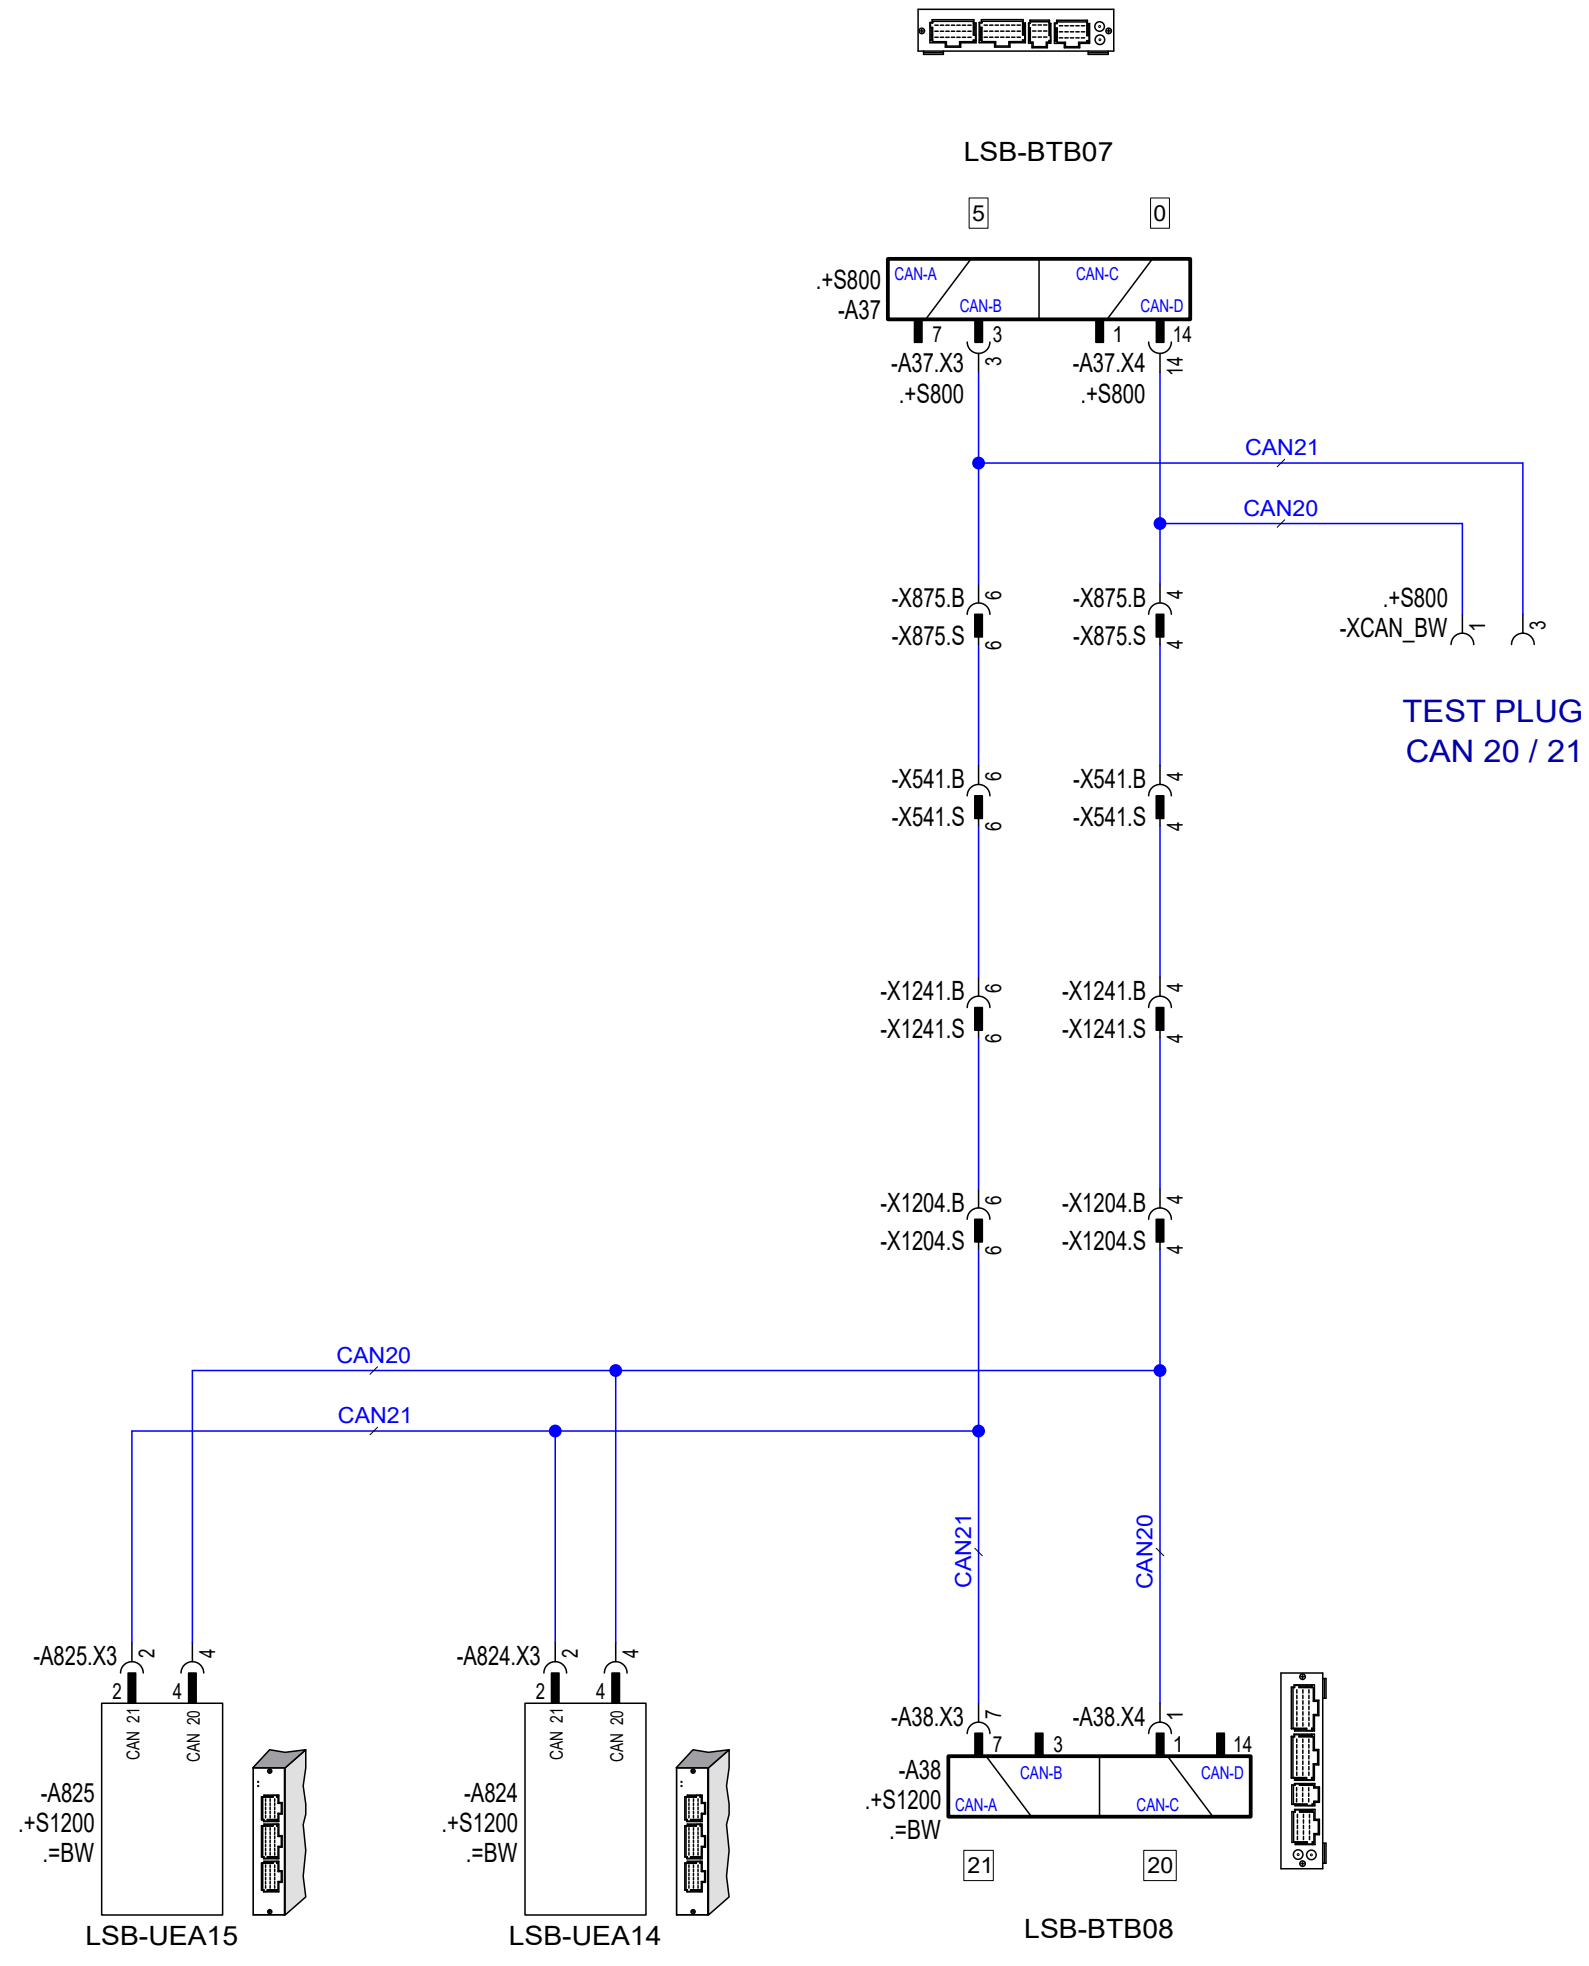 LSB-BTB07
5 0
.+S800
-A37
CAN-A CAN-C
CAN-B CAN-D
7 3 1 14
-A37.X3 3 -A37.X4 14
.+S800 .+S800
CAN21
CAN20
-X875.B 6 -X875.B 4
-X875.S 6 -X875.S 4
.+S800
-XCAN_BW 1 3
TEST PLUG
CAN 20 / 21
-X541.B 6 -X541.B 4
-X541.S 6 -X541.S 4
-X1241.B 6 -X1241.B 4
-X1241.S 6 -X1241.S 4
-X1204.B 6 -X1204.B 4
-X1204.S 6 -X1204.S 4
CAN20
CAN21
CAN21 CAN20
-A825.X3 2 4
2 4
CAN 21 CAN 20
-A825
.+S1200
.=BW
LSB-UEA15
-A824.X3 2 4
2 4
CAN 21 CAN 20
-A824
.+S1200
.=BW
LSB-UEA14
-A38.X3 7 -A38.X4 1
7 3 1 14
-A38
.+S1200
.=BW
CAN-B CAN-D
CAN-A CAN-C
21 20
LSB-BTB08